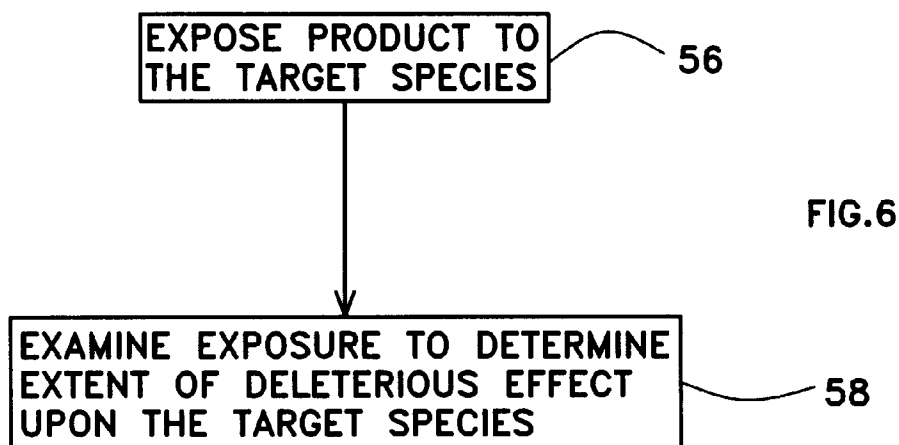 EXPOSE PRODUCT TO
THE TARGET SPECIES
56
FIG.6
EXAMINE EXPOSURE TO DETERMINE
EXTENT OF DELETERIOUS EFFECT
UPON THE TARGET SPECIES
58